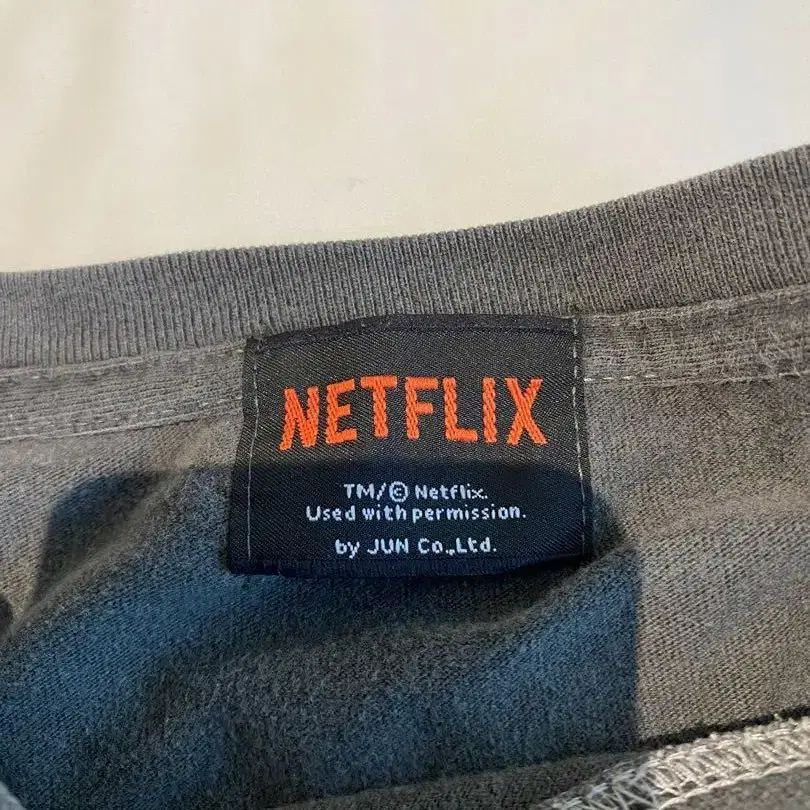 NETFLIX
TM/© Netflix.
Used with permission.
by JUN Co.,Ltd.